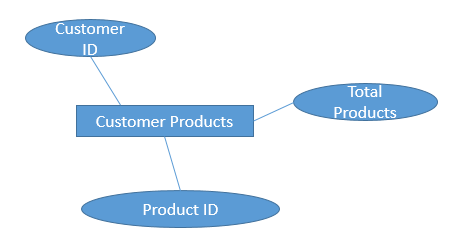 Customer
ID
Total
Products
Customer Products
Product ID